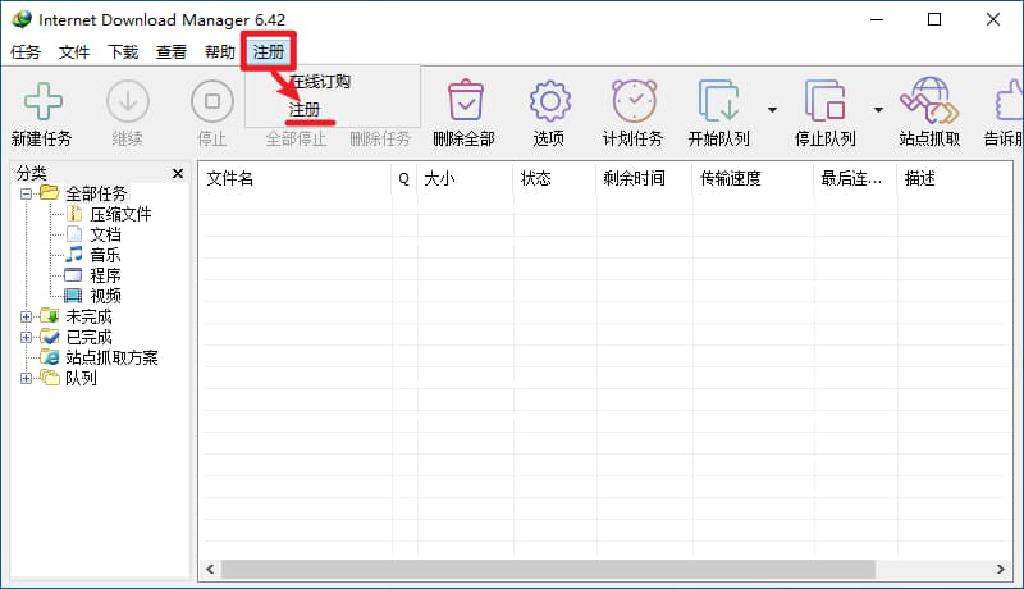 Internet Download Manager 6.42
任务 文件 下载 查看 帮助 注册
在线订购
注册
新建任务 继续 停止 全部停止 删除任务 删除全部 选项 计划任务 开始队列 停止队列 站点抓取 告诉
分类
全部任务
压缩文件
文档
音乐
程序
视频
未完成
已完成
站点抓取方案
队列
文件名 Q 大小 状态 剩余时间 传输速度 最后连... 描述